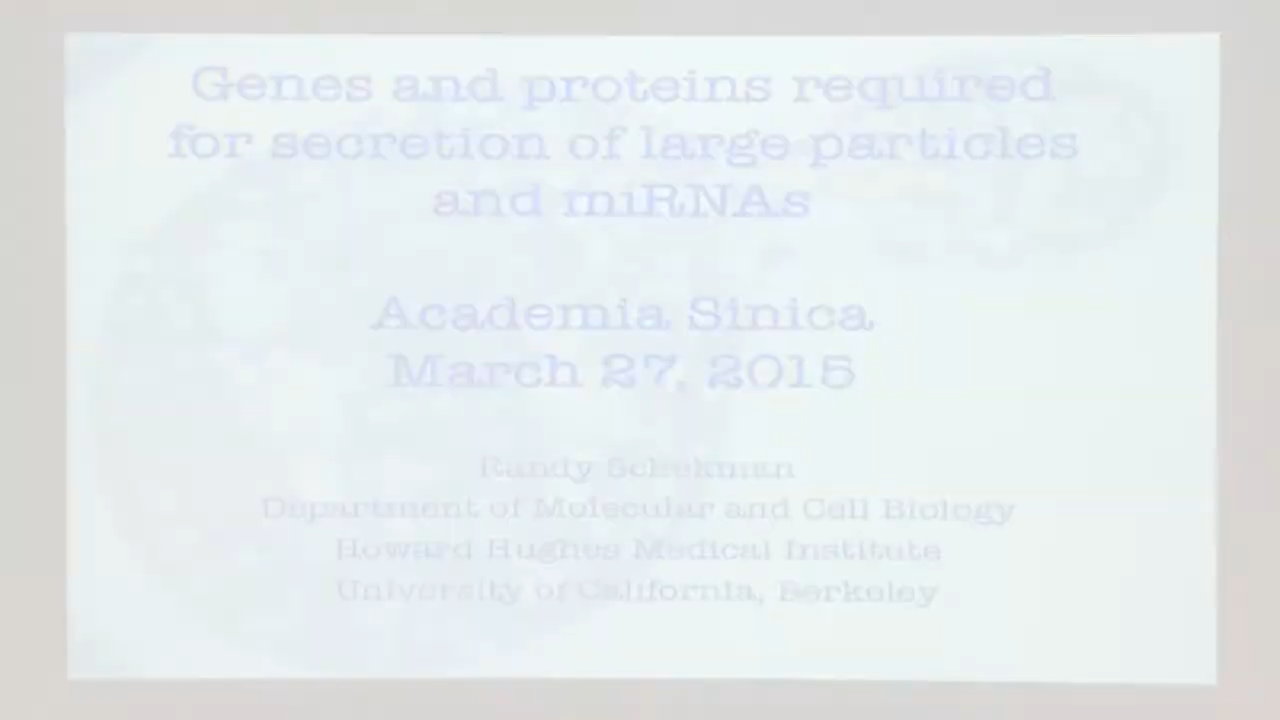 Genes and proteins required
for secretion of large particles
and miRNAs
Academia Sinica
March 27, 2015
Randy Schekman
Department of Molecular and Cell Biology
Howard Hughes Medical Institute
University of California, Berkeley